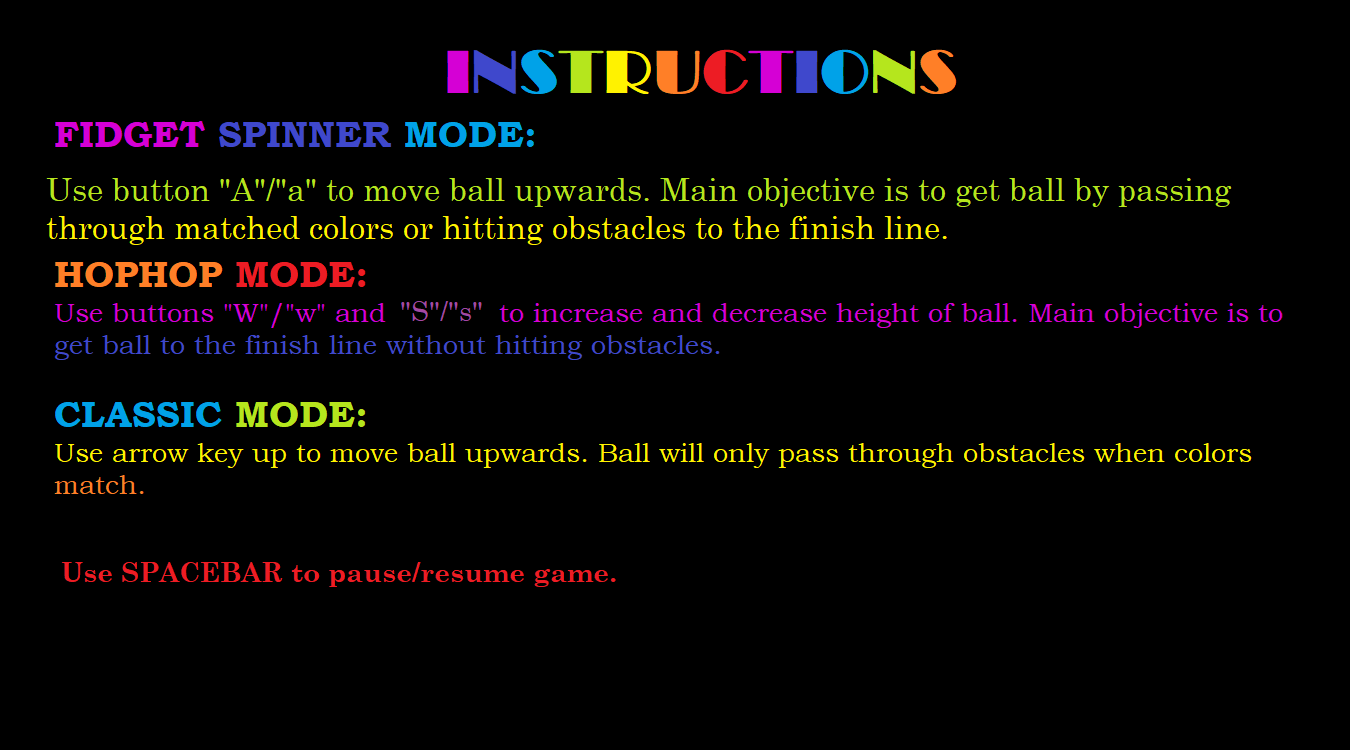 INSTRUCTIONS
FIDGET SPINNER MODE:
Use button "A"/"a" to move ball upwards. Main objective is to get ball by passing
through matched colors or hitting obstacles to the finish line.
HOPHOP MODE:
Use buttons "W"/"w" and "S"/"s" to increase and decrease height of ball. Main objective is to
get ball to the finish line without hitting obstacles.
CLASSIC MODE:
Use arrow key up to move ball upwards. Ball will only pass through obstacles when colors
match.
Use SPACEBAR to pause/resume game.